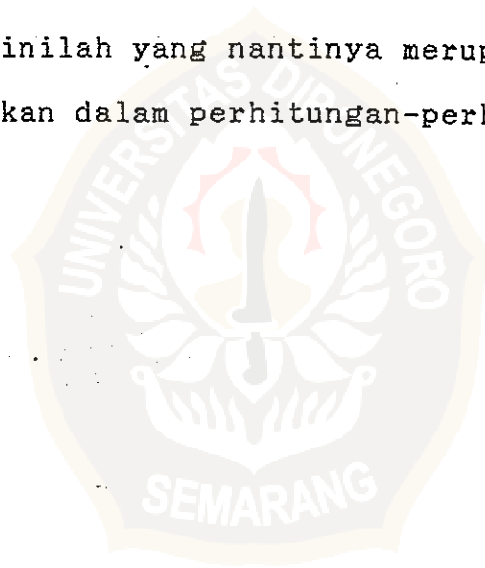 inilah yang nantinya merup
kan dalam perhitungan-perh
UNIVERSITAS DIPONEGORO
SEMARANG